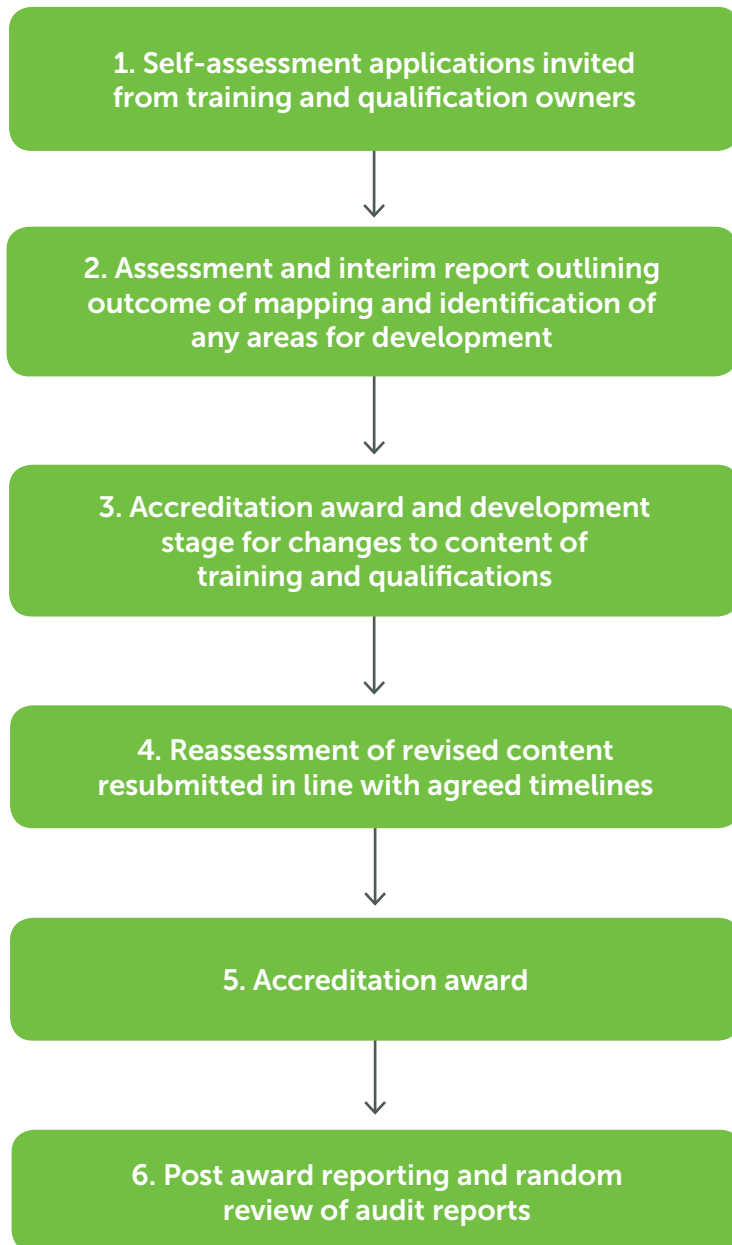 1. Self-assessment applications invited
from training and qualification owners
2. Assessment and interim report outlining
outcome of mapping and identification of
any areas for development
3. Accreditation award and development
stage for changes to content of
training and qualifications
4. Reassessment of revised content
resubmitted in line with agreed timelines
5. Accreditation award
6. Post award reporting and random
review of audit reports